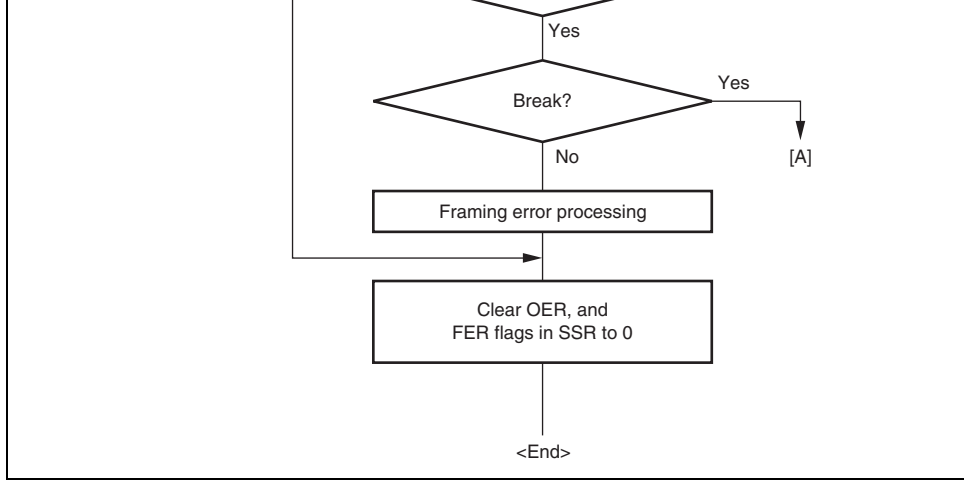 Yes
Break?
Yes
No
[A]
Framing error processing
Clear OER, and
FER flags in SSR to 0
<End>